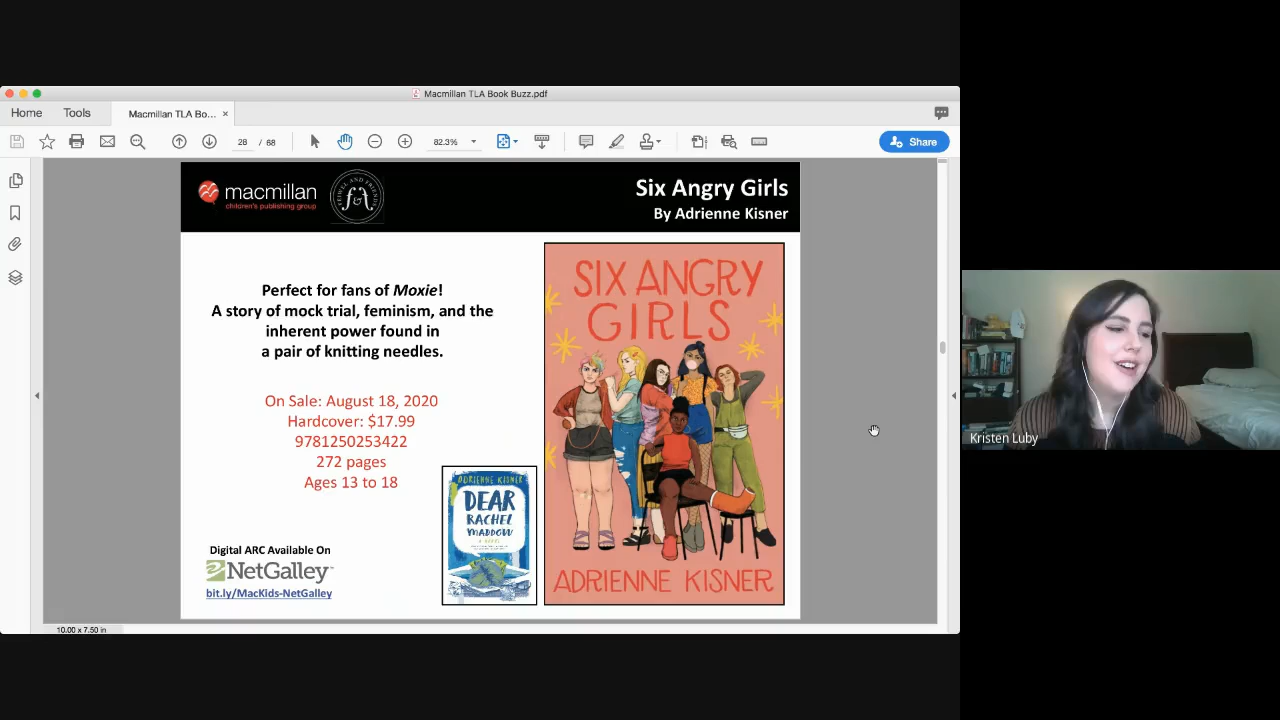 Macmillan TLA Book Buzz.pdf
Home
Tools
Macmillan TLA Bo...
×
28 / 68
82.3%
Share
macmillan
children's publishing group
FEIWEL AND FRIENDS
f&f
Six Angry Girls
By Adrienne Kisner
Perfect for fans of Moxie!
A story of mock trial, feminism, and the
inherent power found in
a pair of knitting needles.
On Sale: August 18, 2020
Hardcover: $17.99
9781250253422
272 pages
Ages 13 to 18
Digital ARC Available On
NetGalley
bit.ly/MacKids-NetGalley
ADRIENNE KISNER
DEAR
RACHEL
MADDOW
A NOVEL
SIX ANGRY
GIRLS
ADRIENNE KISNER
10.00 x 7.50 in
Kristen Luby